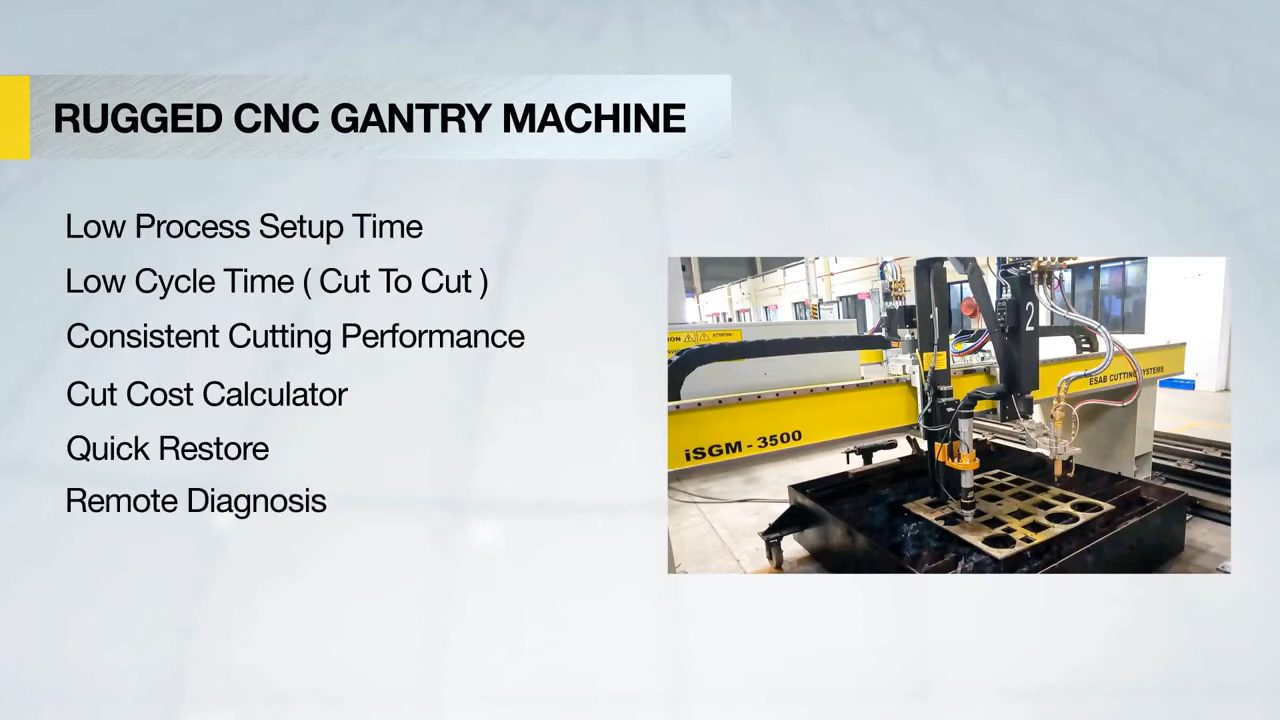 RUGGED CNC GANTRY MACHINE
Low Process Setup Time
Low Cycle Time ( Cut To Cut )
Consistent Cutting Performance
Cut Cost Calculator
Quick Restore
Remote Diagnosis
2
ATTENTION !
ESAB CUTTING SYSTEMS
iSGM - 3500